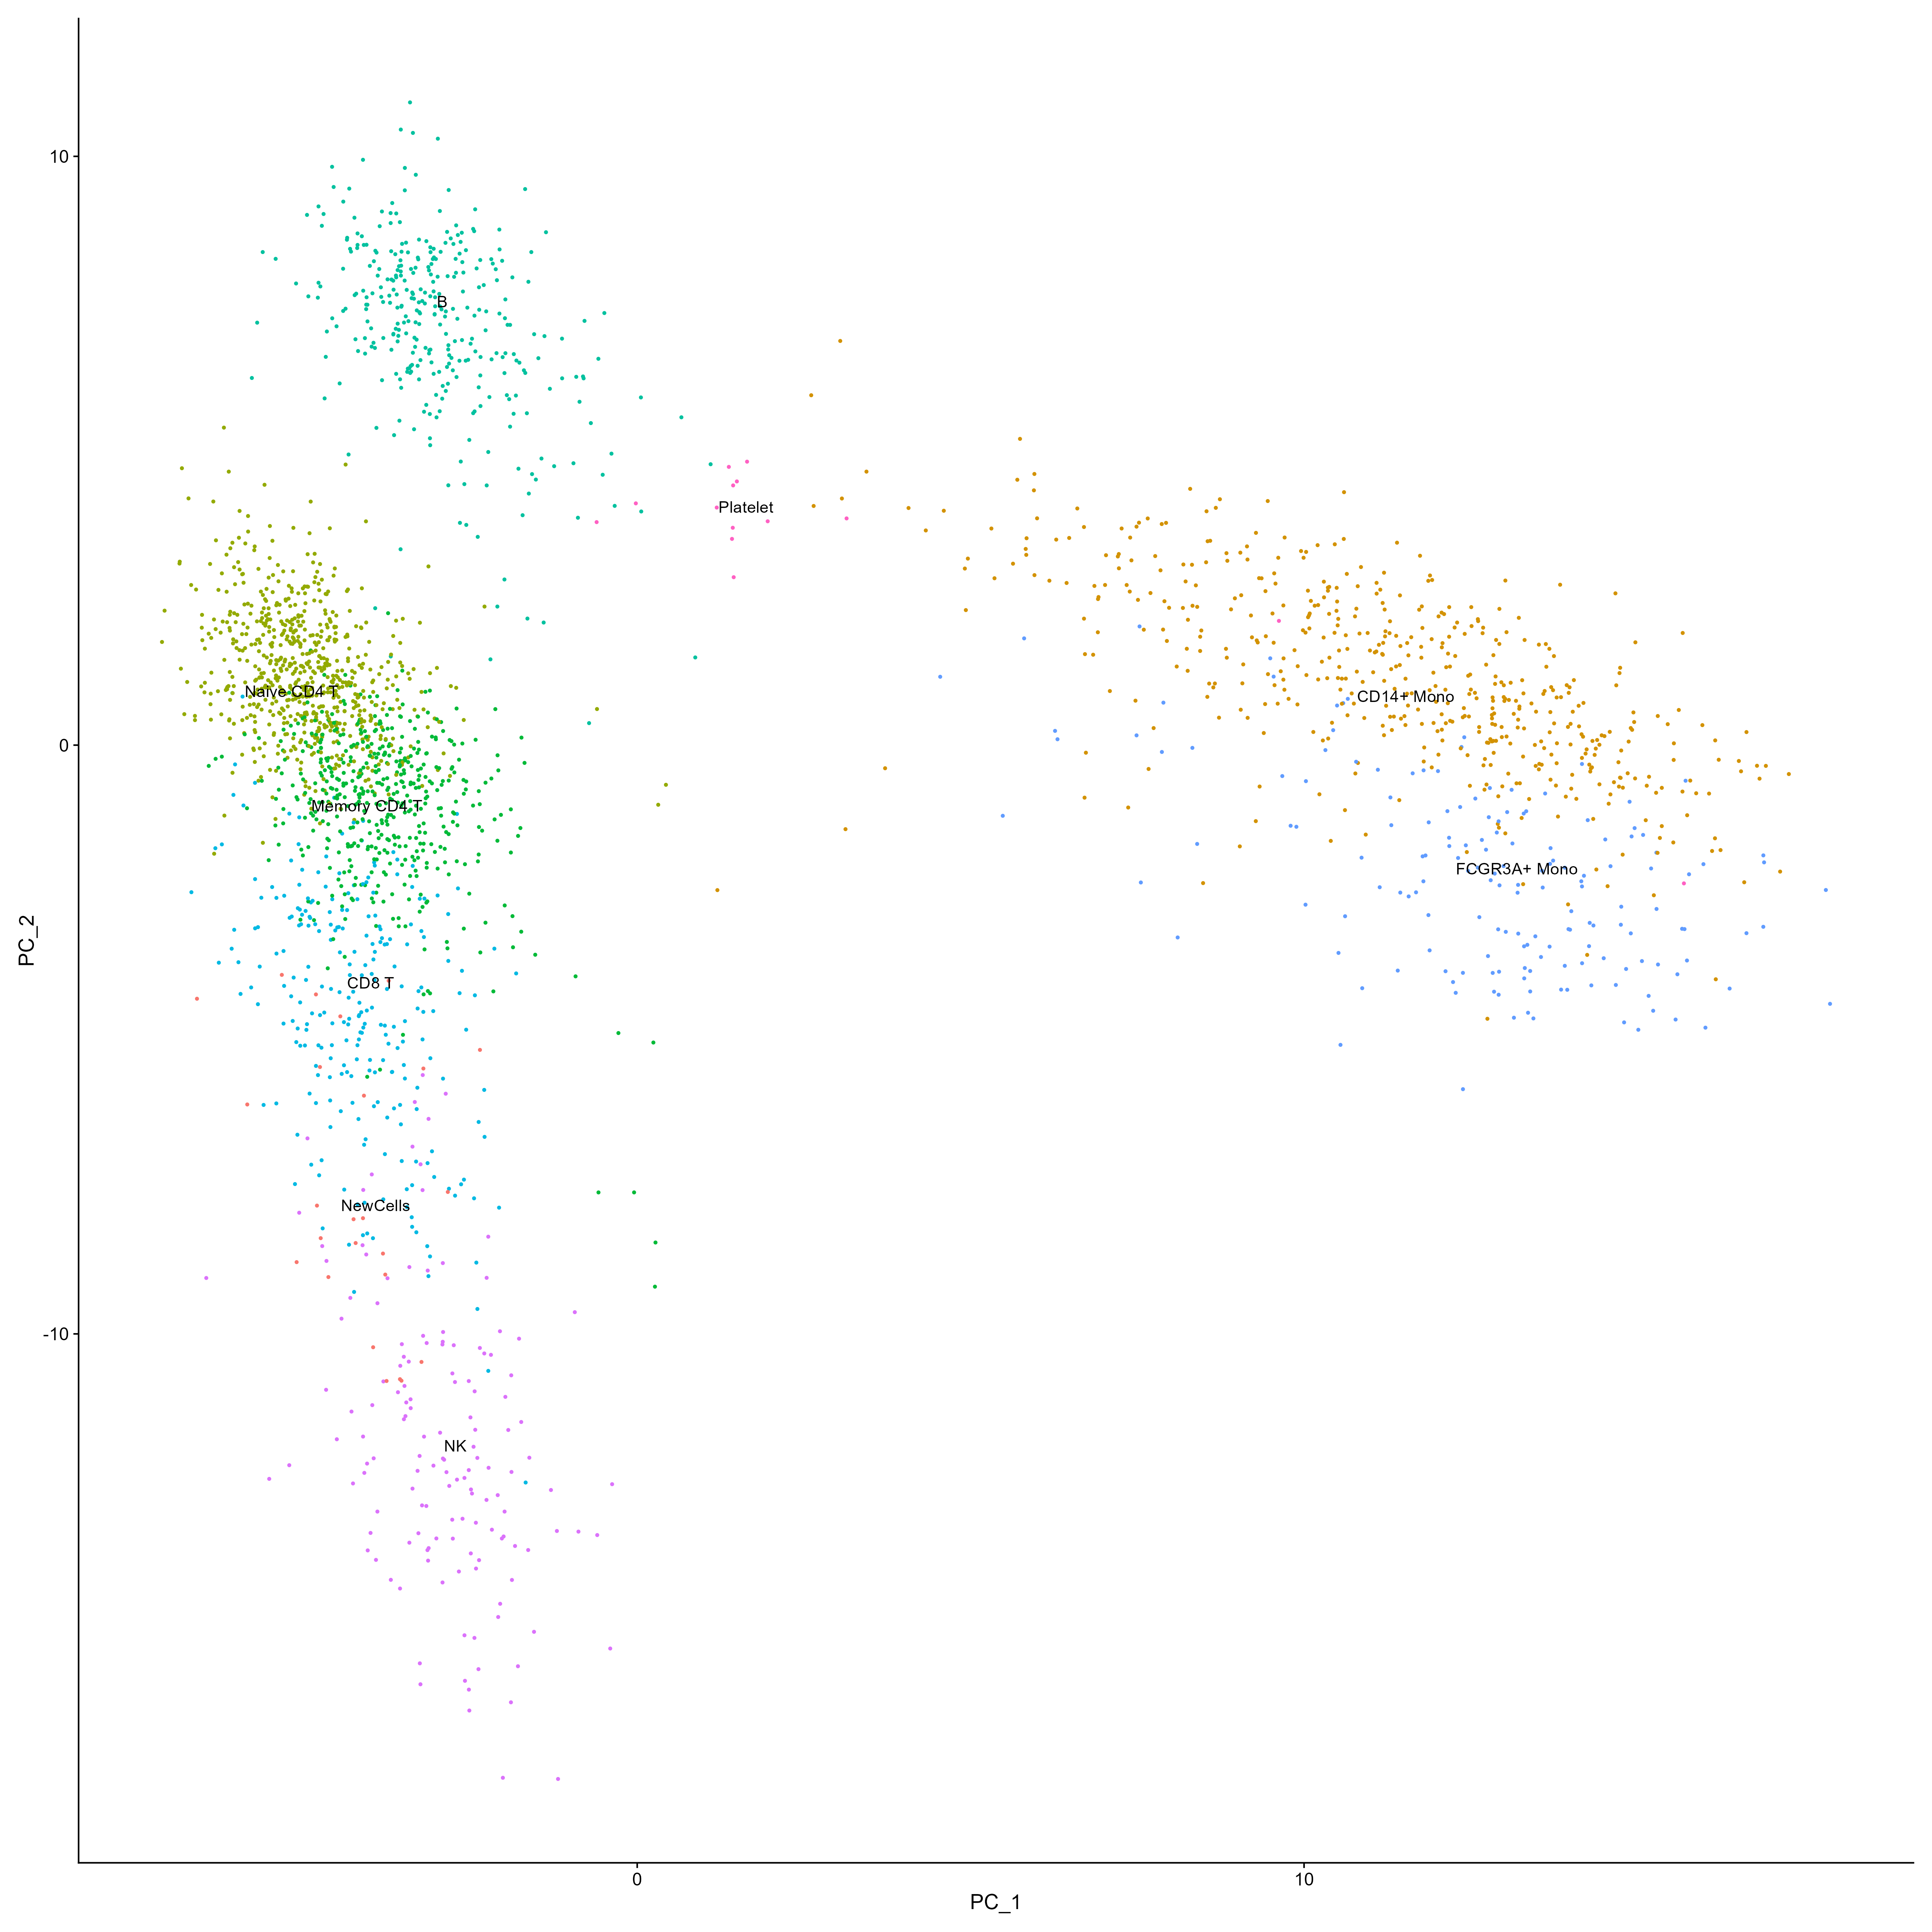 10
B
Platelet
Naive CD4 T
CD14+ Mono
0
Memory CD4 T
FCGR3A+ Mono
PC_2
CD8 T
NewCells
-10
NK
0
10
PC_1